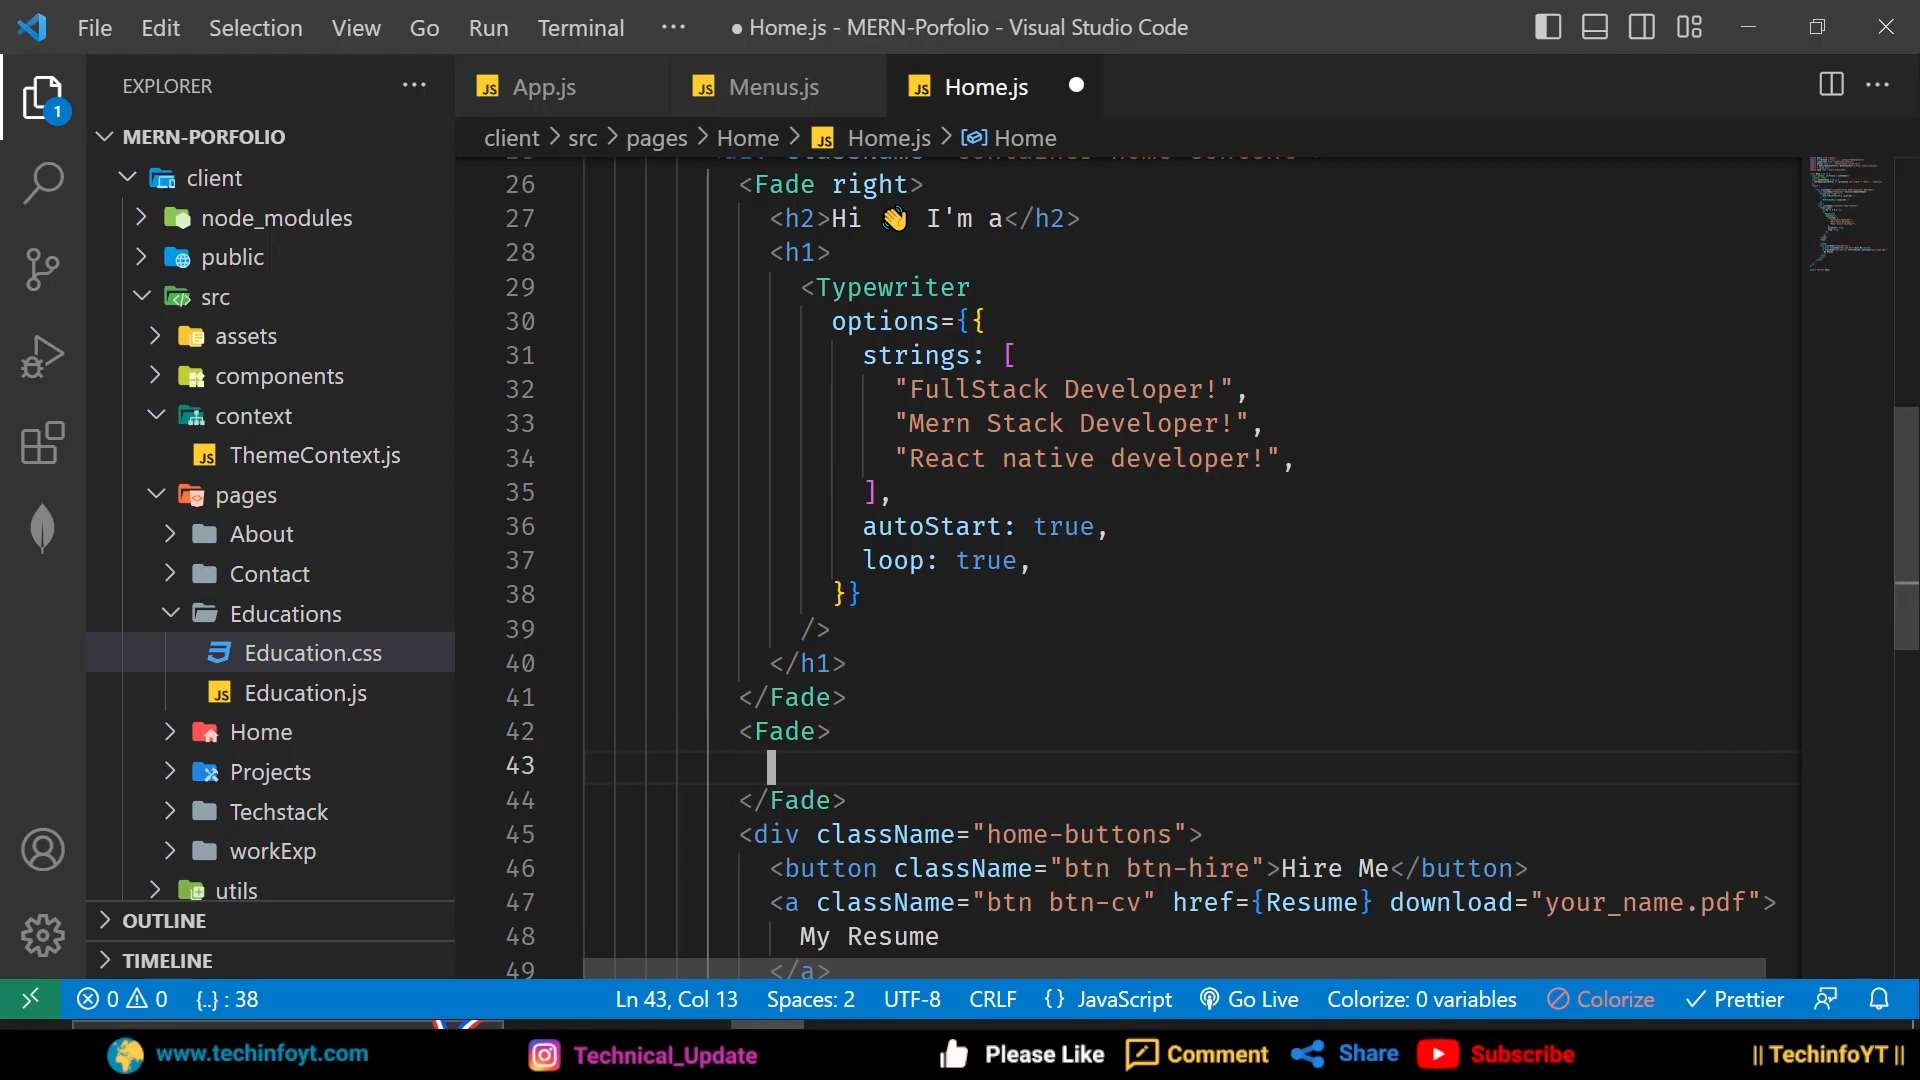 File Edit Selection View Go Run Terminal ··· ● Home.js - MERN-Porfolio - Visual Studio Code
EXPLORER ···
1
App.js
Menus.js
Home.js ●
client > src > pages > Home > Home.js > Home
MERN-PORFOLIO
client
node_modules
public
src
assets
components
context
ThemeContext.js
pages
About
Contact
Educations
Education.css
Education.js
Home
Projects
Techstack
workExp
utils
OUTLINE
TIMELINE
26 <Fade right>
27 <h2>Hi 👋 I'm a</h2>
28 <h1>
29 <Typewriter
30 options={{
31 strings: [
32 "FullStack Developer!",
33 "Mern Stack Developer!",
34 "React native developer!",
35 ],
36 autoStart: true,
37 loop: true,
38 }}
39 />
40 </h1>
41 </Fade>
42 <Fade>
43
44 </Fade>
45 <div className="home-buttons">
46 <button className="btn btn-hire">Hire Me</button>
47 <a className="btn btn-cv" href={Resume} download="your_name.pdf">
48 My Resume
49 </a>
0 0 {..} : 38 Ln 43, Col 13 Spaces: 2 UTF-8 CRLF {} JavaScript Go Live Colorize: 0 variables Colorize Prettier
www.techinfoyt.com Technical_Update Please Like Comment Share Subscribe || TechinfoYT ||